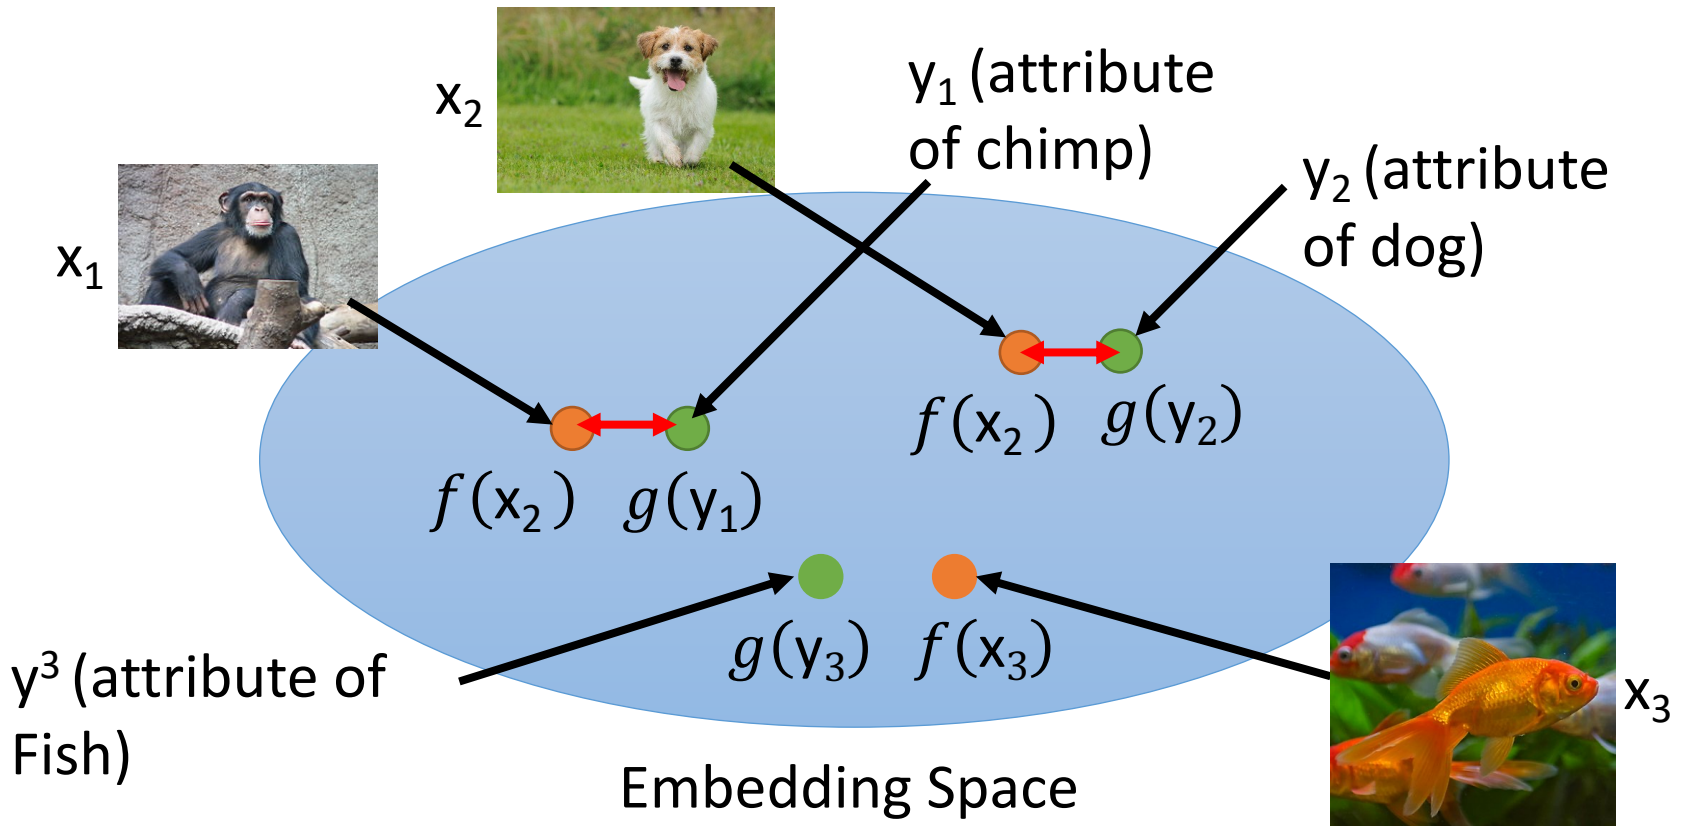 x₂
y₁ (attribute
of chimp)
y₂ (attribute
of dog)
x₁
f(x₂) g(y₂)
f(x₂) g(y₁)
g(y₃) f(x₃)
y³ (attribute of
Fish)
x₃
Embedding Space